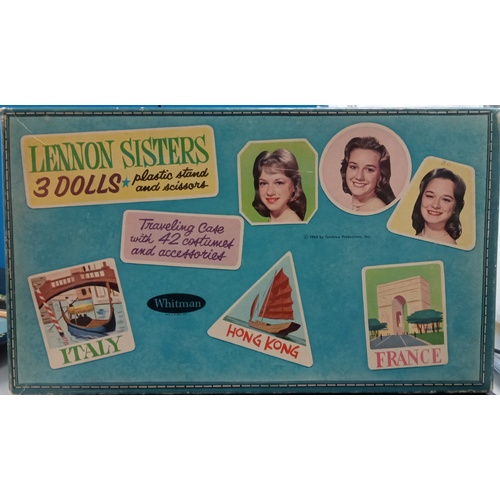 LENNON SISTERS
3 DOLLS ★ plastic stand
and scissors
Traveling Case
with 42 costumes
and accessories
Whitman
ITALY
HONG KONG
FRANCE